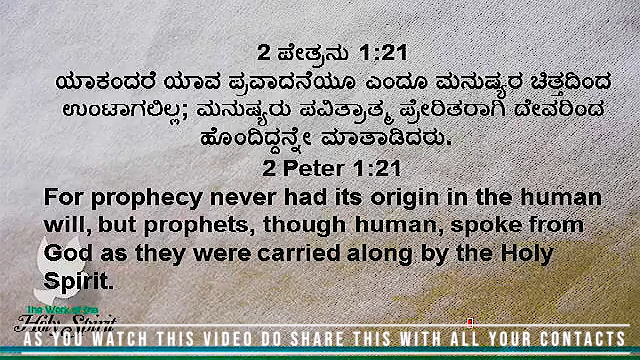 2 ಪೇತ್ರನು 1:21
ಯಾಕಂದರೆ ಯಾವ ಪ್ರವಾದನೆಯೂ ಎಂದೂ ಮನುಷ್ಯರ ಚಿತ್ತದಿಂದ
ಉಂಟಾಗಲಿಲ್ಲ; ಮನುಷ್ಯರು ಪವಿತ್ರಾತ್ಮ ಪ್ರೇರಿತರಾಗಿ ದೇವರಿಂದ
ಹೊಂದಿದ್ದನ್ನೇ ಮಾತಾಡಿದರು.
2 Peter 1:21
For prophecy never had its origin in the human
will, but prophets, though human, spoke from
God as they were carried along by the Holy
Spirit.
The Work of the
Holy Spirit
AS YOU WATCH THIS VIDEO DO SHARE THIS WITH ALL YOUR CONTACTS